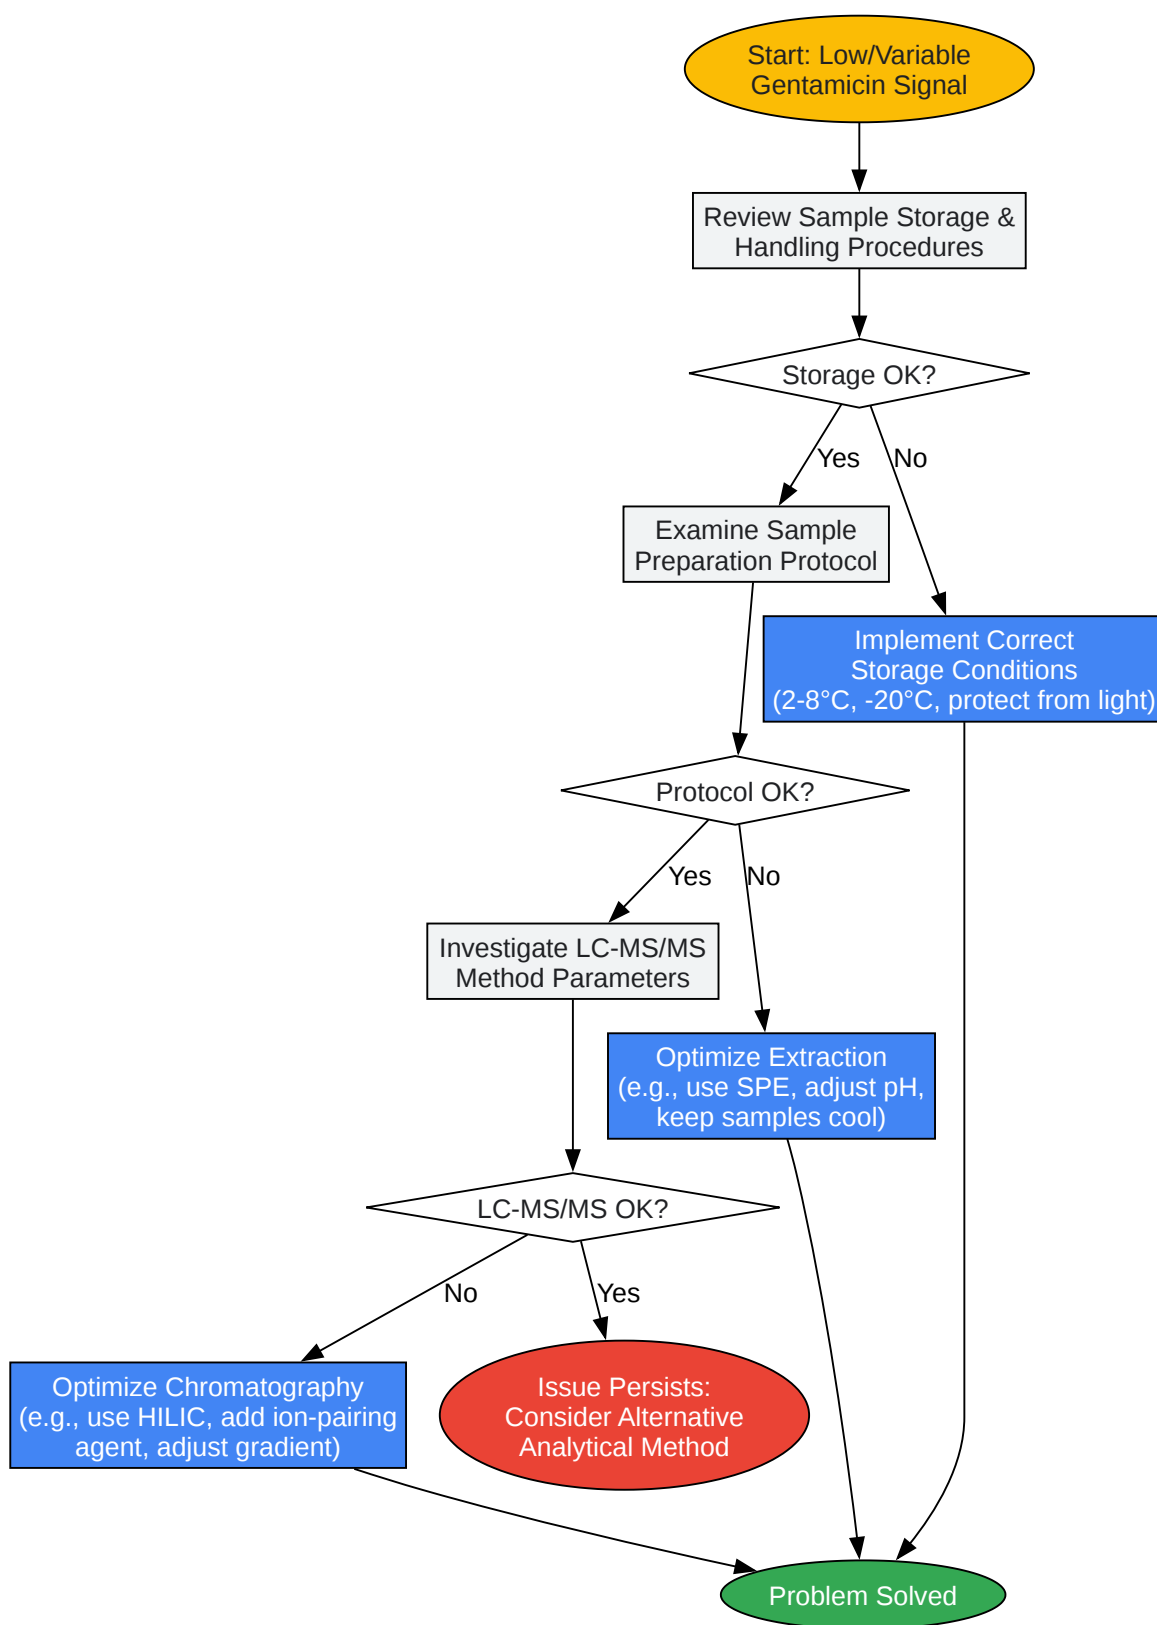 Start: Low/Variable
Gentamicin Signal
Review Sample Storage &
Handling Procedures
Storage OK?
Yes
No
Examine Sample
Preparation Protocol
Implement Correct
Storage Conditions
(2-8°C, -20°C, protect from light)
Protocol OK?
Yes
No
Investigate LC-MS/MS
Method Parameters
Optimize Extraction
(e.g., use SPE, adjust pH,
keep samples cool)
LC-MS/MS OK?
No
Yes
Optimize Chromatography
(e.g., use HILIC, add ion-pairing
agent, adjust gradient)
Issue Persists:
Consider Alternative
Analytical Method
Problem Solved